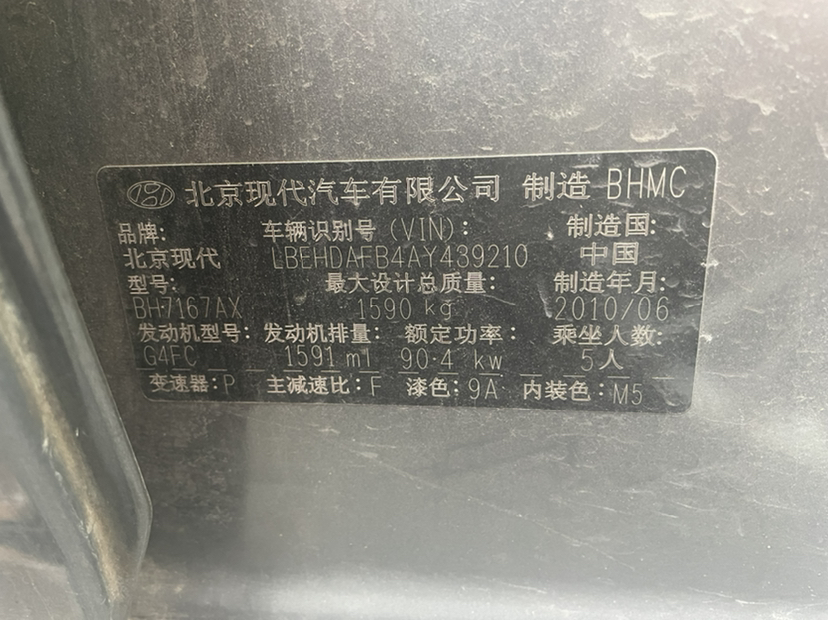 北京现代汽车有限公司 制造 BHMC
品牌: 车辆识别号(VIN): 制造国:
北京现代 LBEHDAFB4AY439210 中国
型号: 最大设计总质量: 制造年月:
BH7167AX 1590 kg 2010/06
发动机型号: 发动机排量: 额定功率: 乘坐人数:
G4FC 1591 ml 90.4 kw 5人
变速器:P 主减速比:F 漆色:9A 内装色:M5